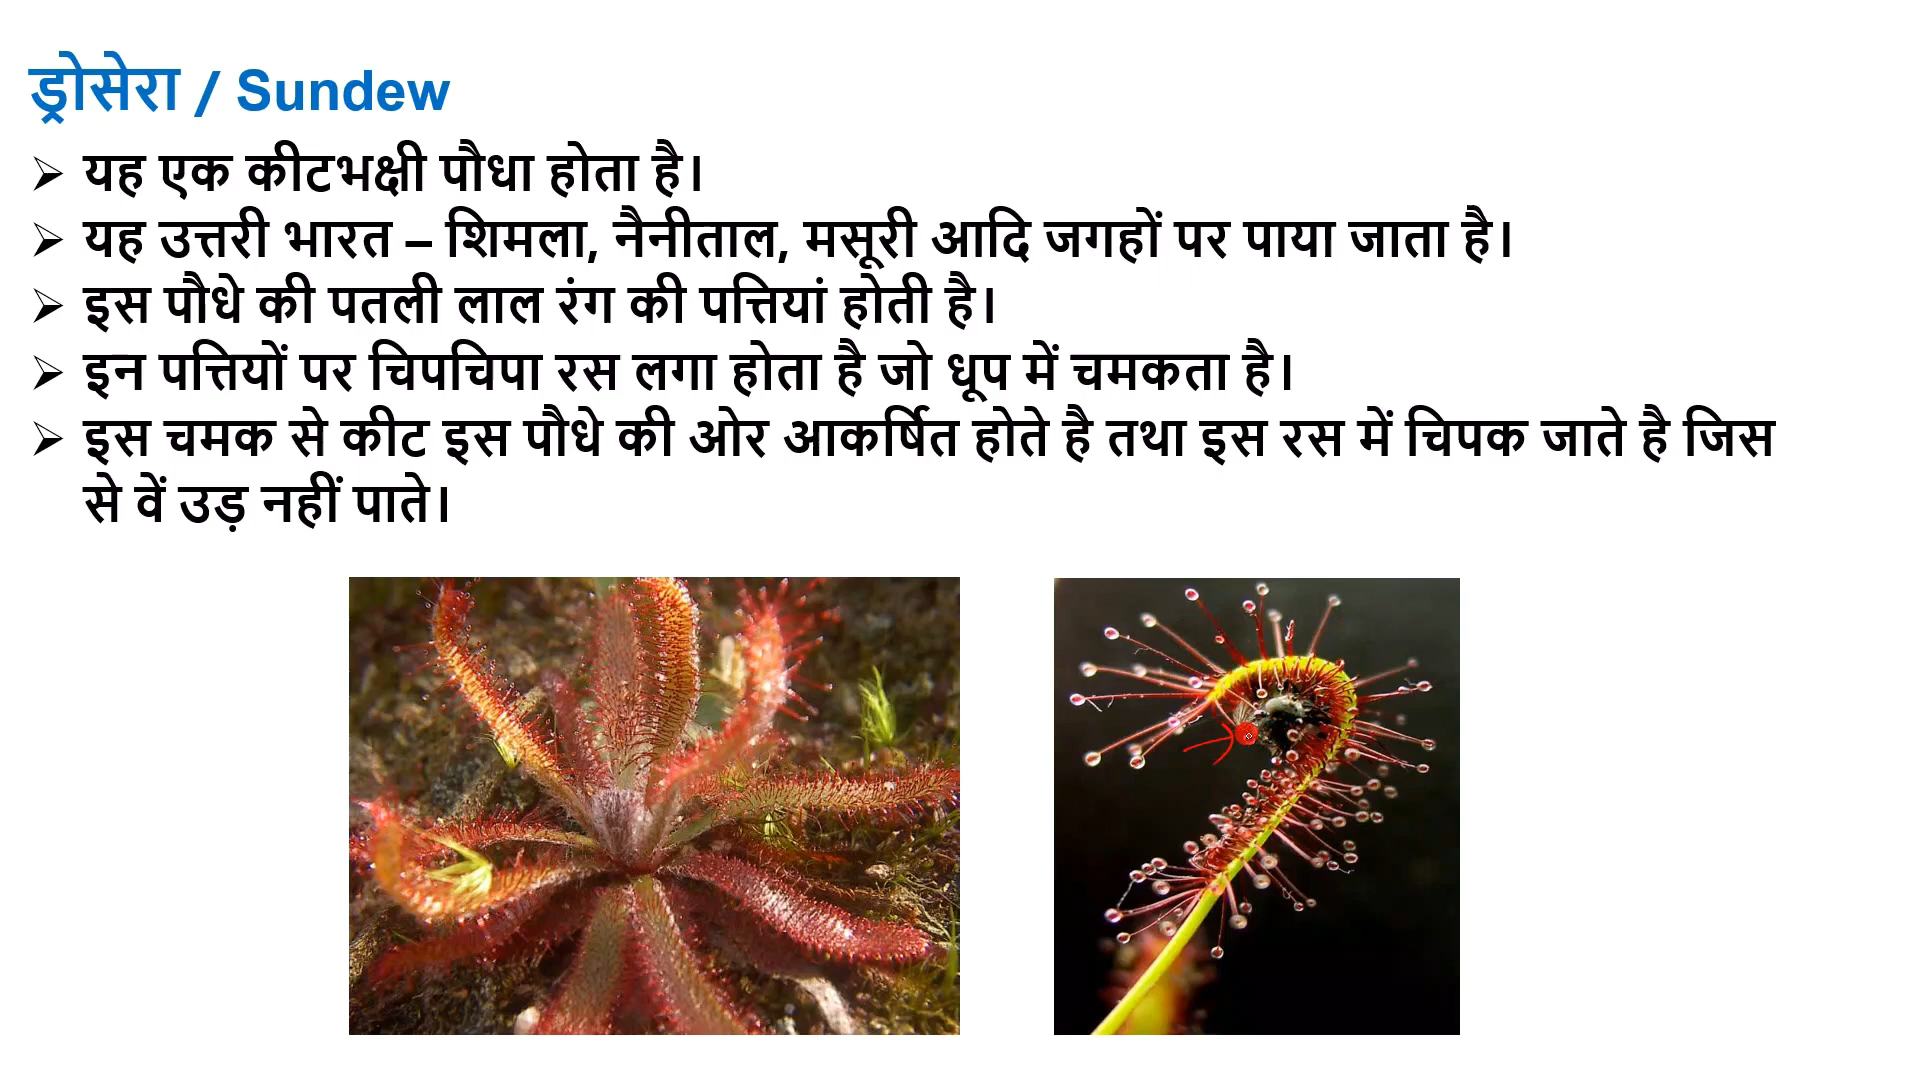 ड्रोसेरा / Sundew
➢ यह एक कीटभक्षी पौधा होता है।
➢ यह उत्तरी भारत – शिमला, नैनीताल, मसूरी आदि जगहों पर पाया जाता है।
➢ इस पौधे की पतली लाल रंग की पत्तियां होती है।
➢ इन पत्तियों पर चिपचिपा रस लगा होता है जो धूप में चमकता है।
➢ इस चमक से कीट इस पौधे की ओर आकर्षित होते है तथा इस रस में चिपक जाते है जिस
से वें उड़ नहीं पाते।